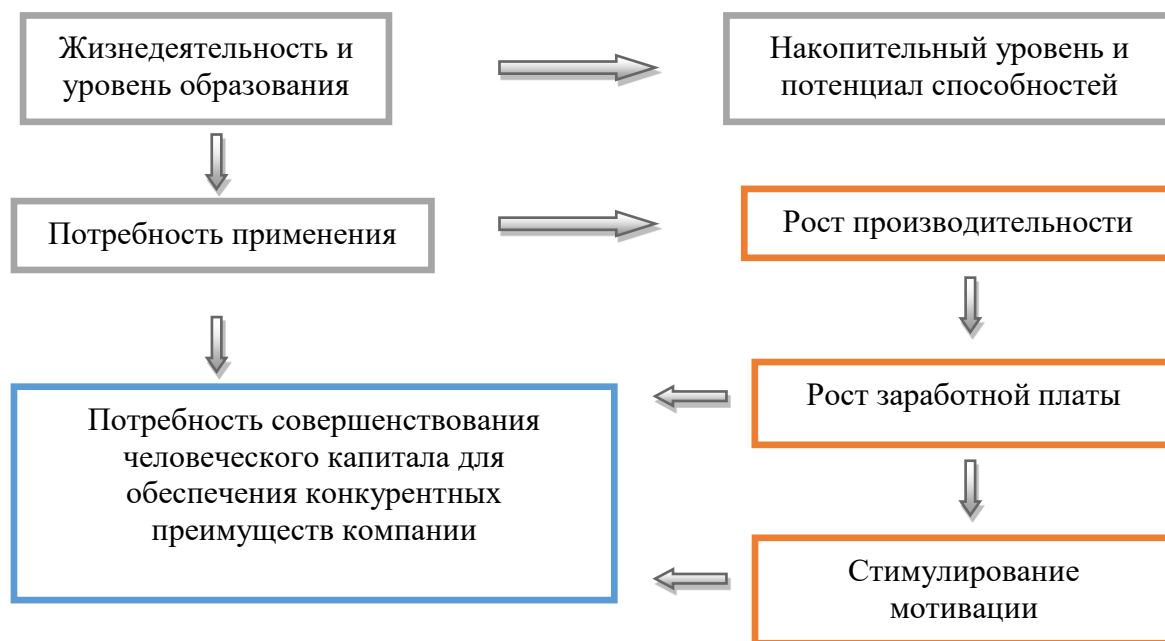 Жизнедеятельность и
уровень образования
Накопительный уровень и
потенциал способностей
Потребность применения
Рост производительности
Рост заработной платы
Потребность совершенствования
человеческого капитала для
обеспечения конкурентных
преимуществ компании
Стимулирование
мотивации